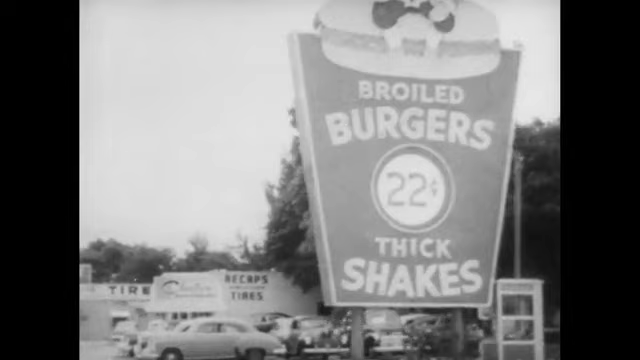 BROILED
BURGERS
22¢
THICK
SHAKES
TIRE
RECAPS
TIRES